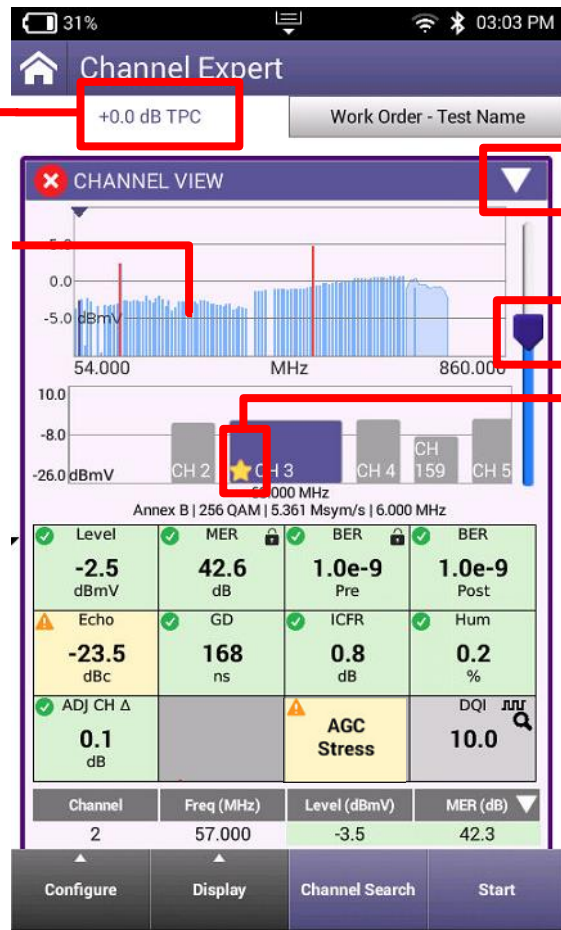 31%
03:03 PM
Channel Expert
+0.0 dB TPC
Work Order - Test Name
CHANNEL VIEW
0.0
-5.0 dBmV
54.000 MHz 860.000
10.0
-8.0
-26.0 dBmV
CH 2 CH 3 CH 4 CH 159 CH 5
MHz
Annex B | 256 QAM | 5.361 Msym/s | 6.000 MHz
Level MER BER BER
-2.5 42.6 1.0e-9 1.0e-9
dBmV dB Pre Post
Echo GD ICFR Hum
-23.5 168 0.8 0.2
dBc ns dB %
ADJ CH Δ DQI
0.1 AGC Stress 10.0
dB
Channel Freq (MHz) Level (dBmV) MER (dB)
2 57.000 -3.5 42.3
Configure Display Channel Search Start